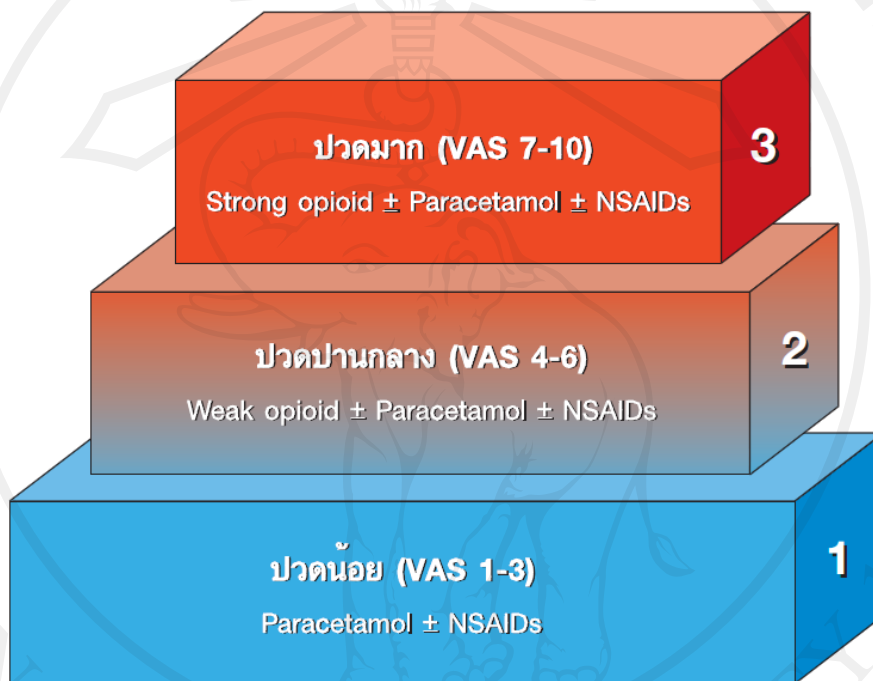 ปวดมาก (VAS 7-10)
3
Strong opioid ± Paracetamol ± NSAIDs
ปวดปานกลาง (VAS 4-6)
2
Weak opioid ± Paracetamol ± NSAIDs
ปวดน้อย (VAS 1-3)
1
Paracetamol ± NSAIDs